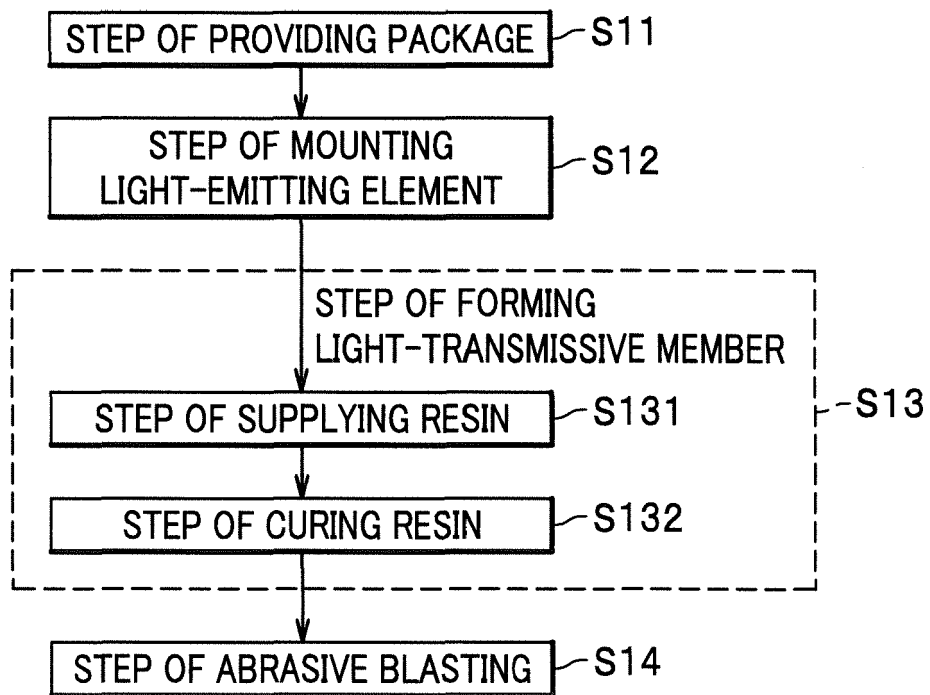 STEP OF PROVIDING PACKAGE S11
STEP OF MOUNTING
LIGHT-EMITTING ELEMENT S12
STEP OF FORMING
LIGHT-TRANSMISSIVE MEMBER
S13
STEP OF SUPPLYING RESIN S131
STEP OF CURING RESIN S132
STEP OF ABRASIVE BLASTING S14